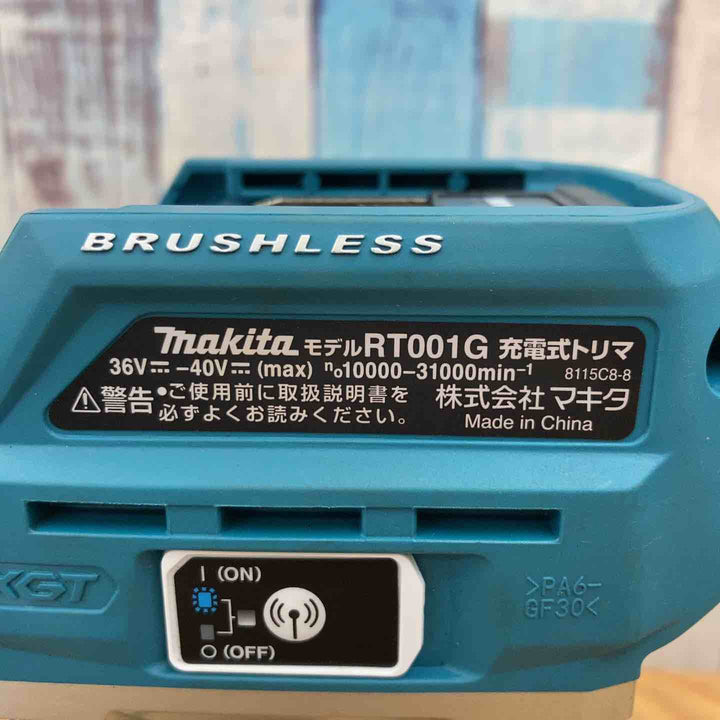 BRUSHLESS
makita モデルRT001G 充電式トリマ
36V⎓ –40V⎓ (max) n₀10000–31000min⁻¹ 8115C8-8
⚠警告 •ご使用前に取扱説明書を 株式会社 マキタ
必ずよくお読みください。 Made in China
XGT
I (ON)
O (OFF)
>PA6-
GF30<